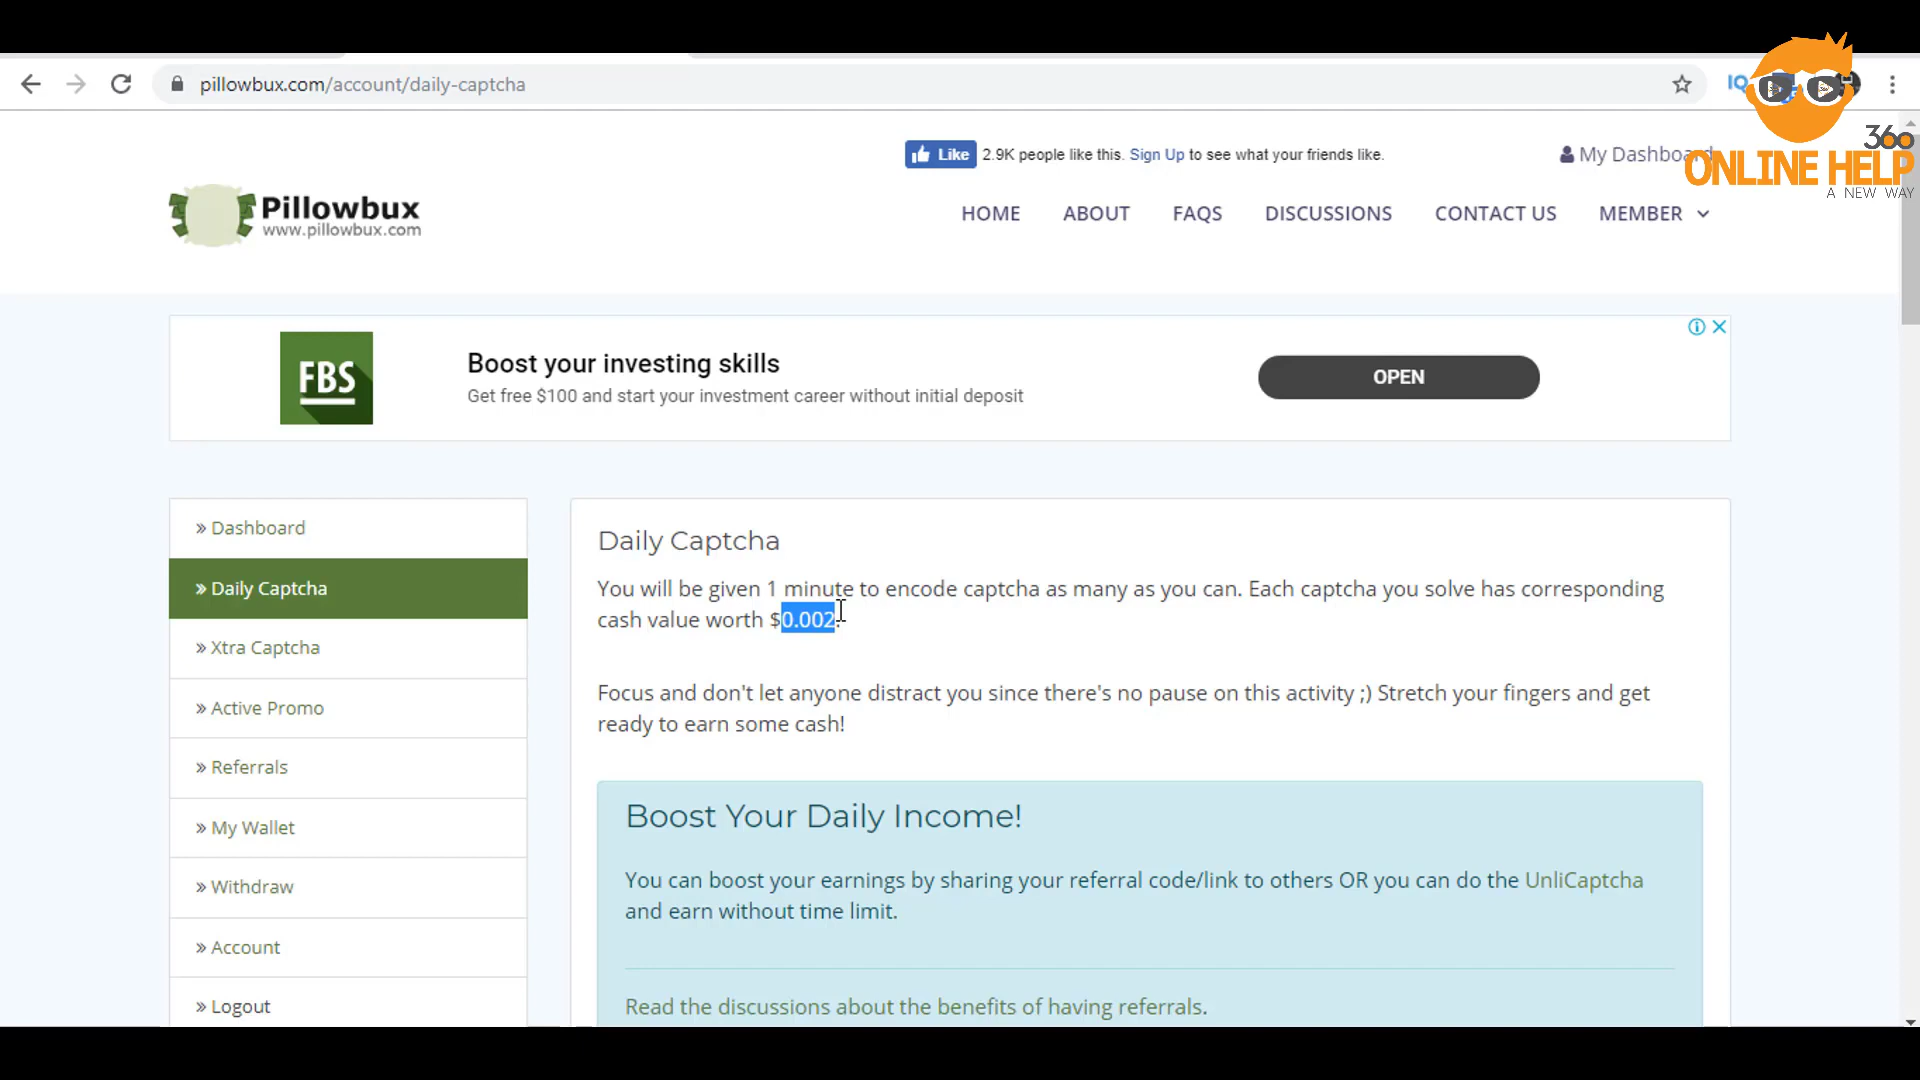 pillowbux.com/account/daily-captcha
IQ
360
ONLINE HELP
A NEW WAY
Like 2.9K people like this. Sign Up to see what your friends like.
My Dashboard
Pillowbux
www.pillowbux.com
HOME ABOUT FAQS DISCUSSIONS CONTACT US MEMBER
FBS
Boost your investing skills
Get free $100 and start your investment career without initial deposit
OPEN
» Dashboard
» Daily Captcha
» Xtra Captcha
» Active Promo
» Referrals
» My Wallet
» Withdraw
» Account
» Logout
Daily Captcha
You will be given 1 minute to encode captcha as many as you can. Each captcha you solve has corresponding
cash value worth $0.002.
Focus and don't let anyone distract you since there's no pause on this activity ;) Stretch your fingers and get
ready to earn some cash!
Boost Your Daily Income!
You can boost your earnings by sharing your referral code/link to others OR you can do the UnliCaptcha
and earn without time limit.
Read the discussions about the benefits of having referrals.